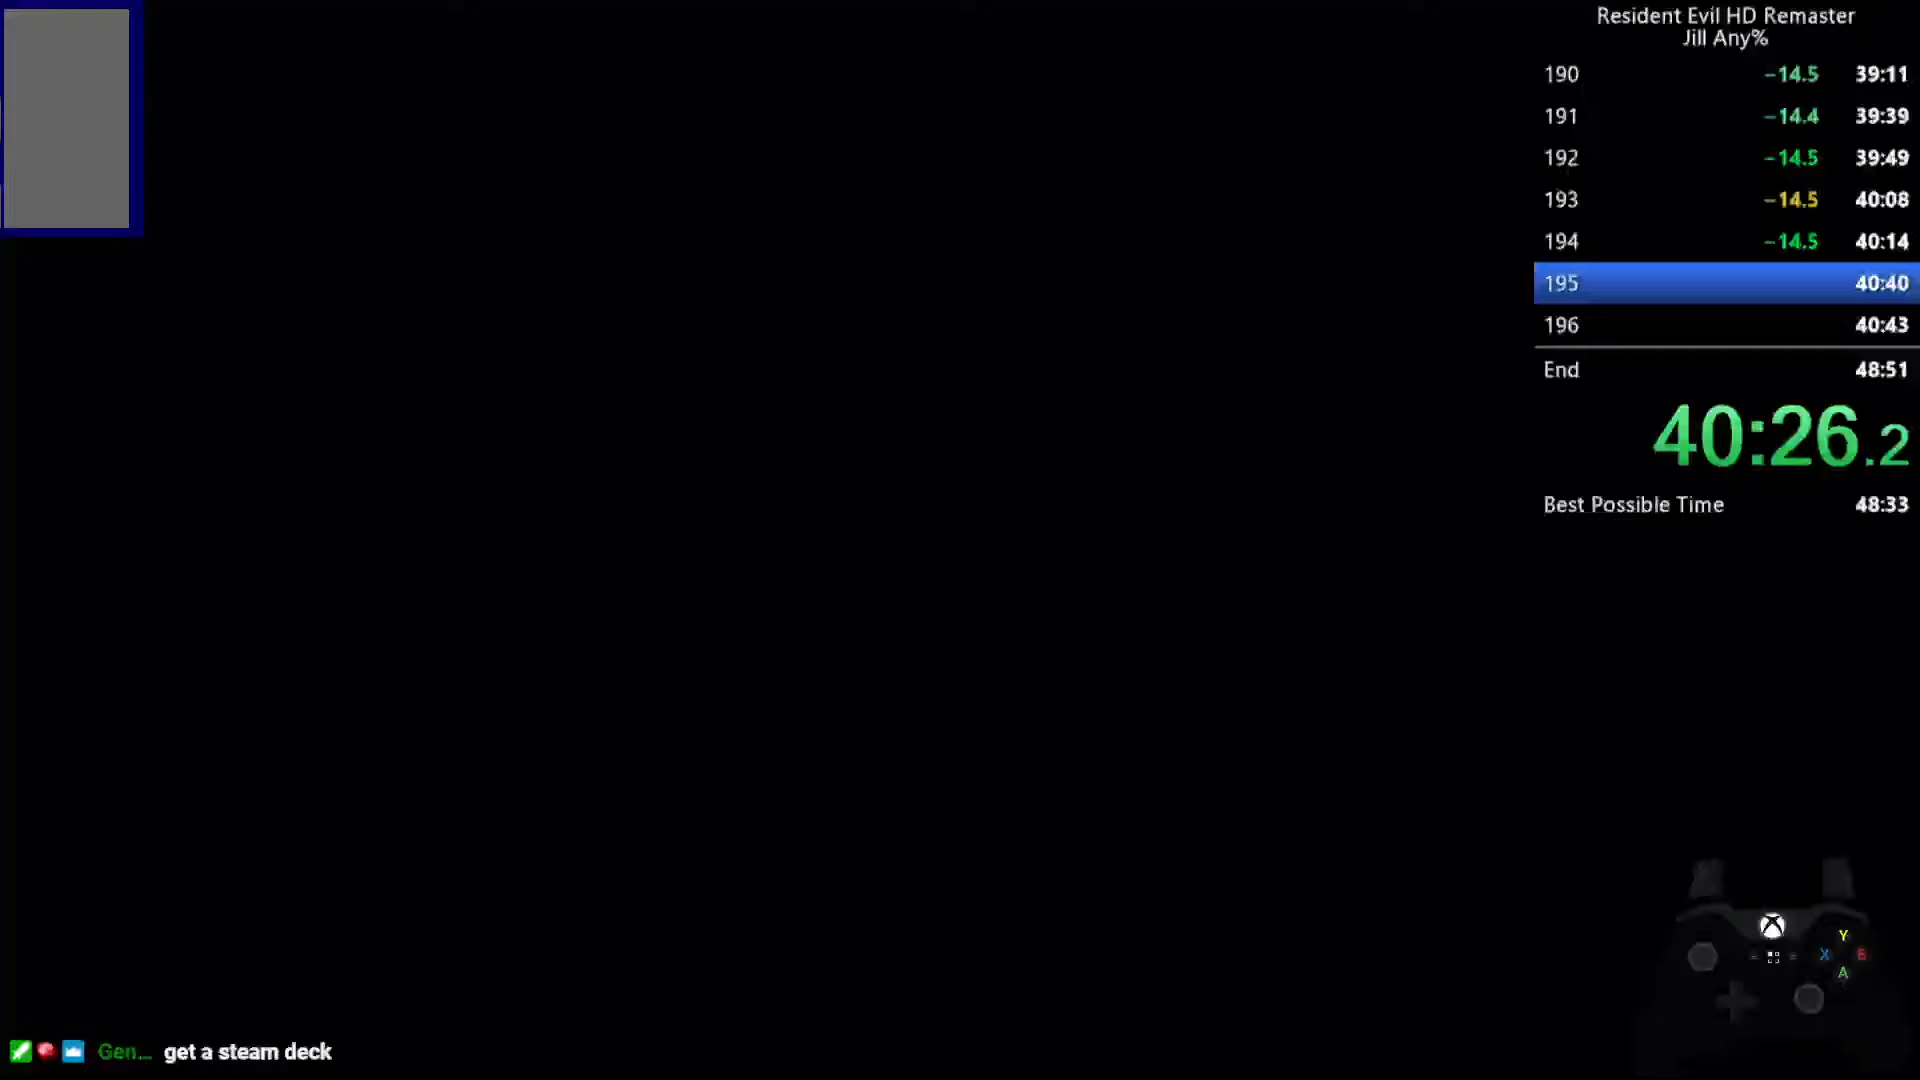 Resident Evil HD Remaster
Jill Any%
190 -14.5 39:11
191 -14.4 39:39
192 -14.5 39:49
193 -14.5 40:08
194 -14.5 40:14
195 40:40
196 40:43
End 48:51
40:26.2
Best Possible Time 48:33
Y
X B
A
Gen... get a steam deck